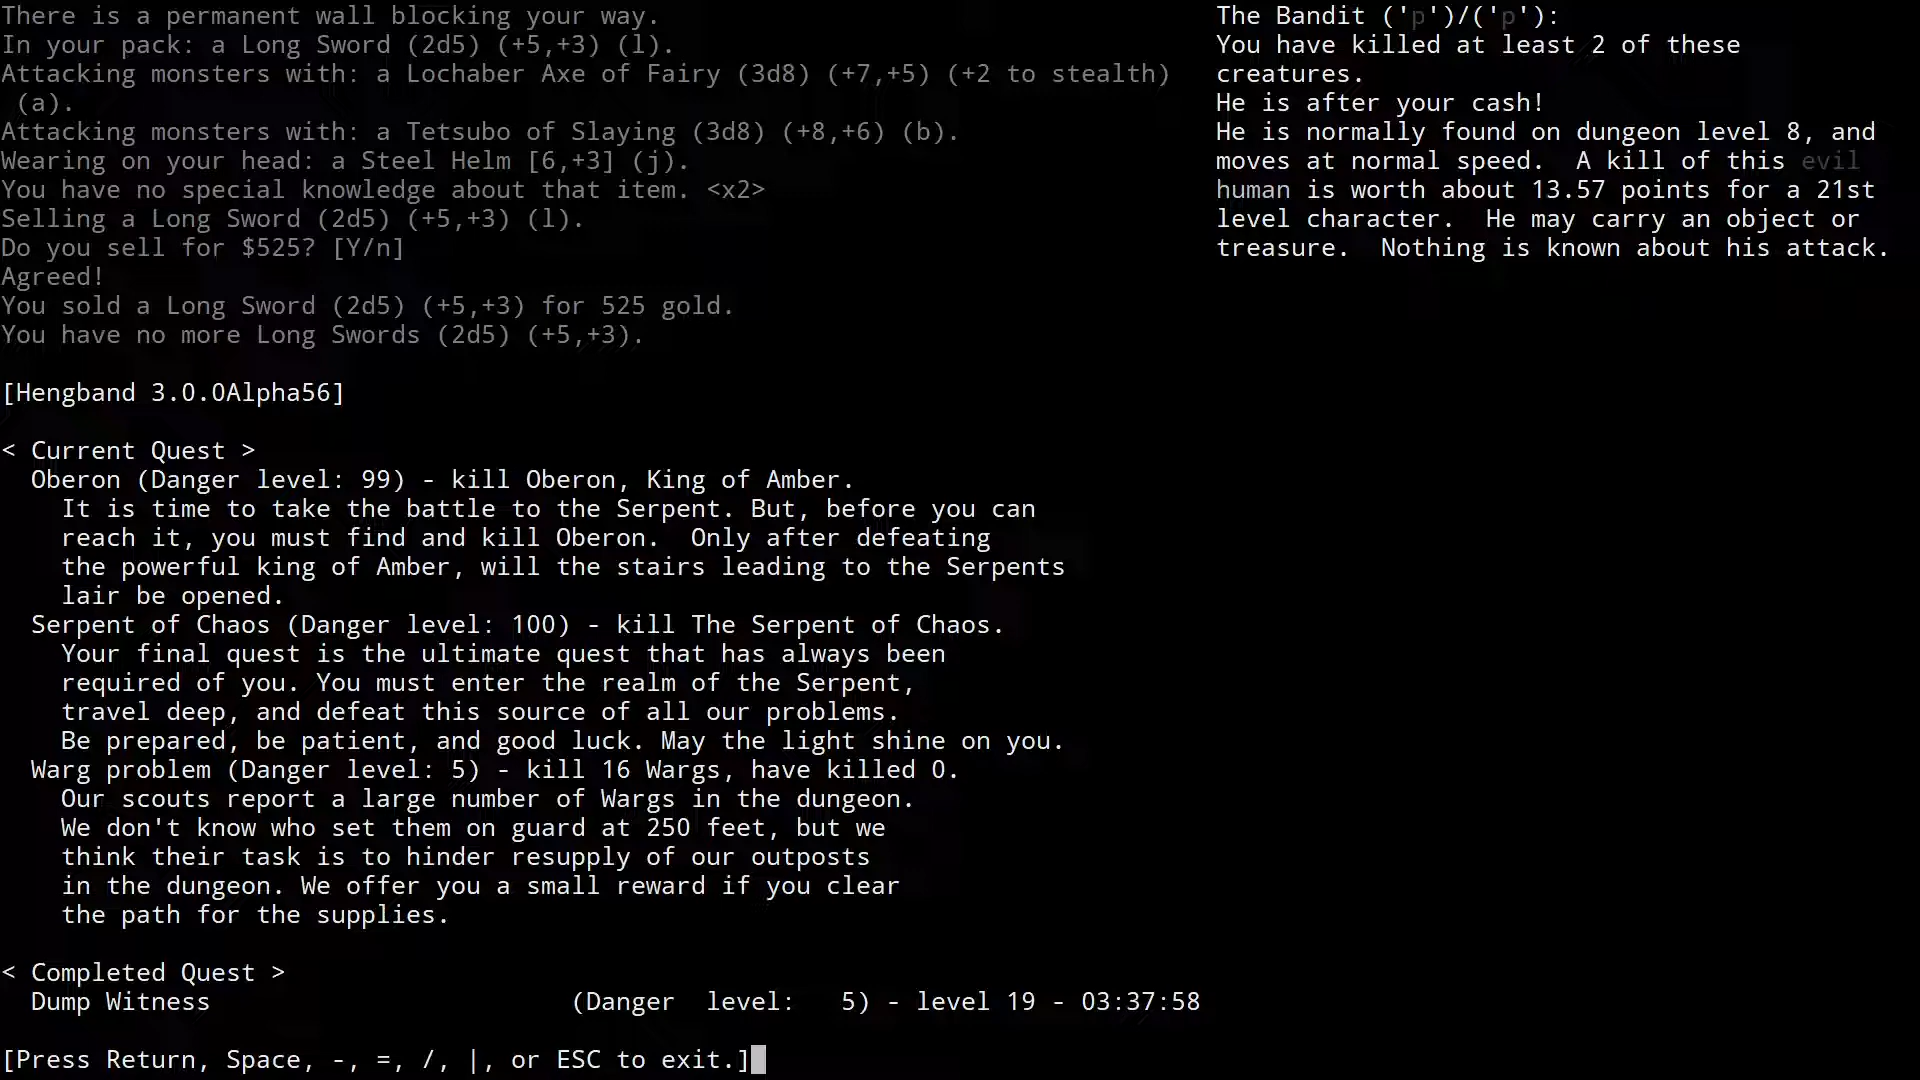 There is a permanent wall blocking your way.
In your pack: a Long Sword (2d5) (+5,+3) (l).
Attacking monsters with: a Lochaber Axe of Fairy (3d8) (+7,+5) (+2 to stealth)
(a).
Attacking monsters with: a Tetsubo of Slaying (3d8) (+8,+6) (b).
Wearing on your head: a Steel Helm [6,+3] (j).
You have no special knowledge about that item. <x2>
Selling a Long Sword (2d5) (+5,+3) (l).
Do you sell for $525? [Y/n]
Agreed!
You sold a Long Sword (2d5) (+5,+3) for 525 gold.
You have no more Long Swords (2d5) (+5,+3).
[Hengband 3.0.0Alpha56]
< Current Quest >
Oberon (Danger level: 99) - kill Oberon, King of Amber.
It is time to take the battle to the Serpent. But, before you can
reach it, you must find and kill Oberon.  Only after defeating
the powerful king of Amber, will the stairs leading to the Serpents
lair be opened.
Serpent of Chaos (Danger level: 100) - kill The Serpent of Chaos.
Your final quest is the ultimate quest that has always been
required of you. You must enter the realm of the Serpent,
travel deep, and defeat this source of all our problems.
Be prepared, be patient, and good luck. May the light shine on you.
Warg problem (Danger level: 5) - kill 16 Wargs, have killed 0.
Our scouts report a large number of Wargs in the dungeon.
We don't know who set them on guard at 250 feet, but we
think their task is to hinder resupply of our outposts
in the dungeon. We offer you a small reward if you clear
the path for the supplies.
< Completed Quest >
Dump Witness (Danger level: 5) - level 19 - 03:37:58
[Press Return, Space, -, =, /, |, or ESC to exit.]
The Bandit ('p')/('p'):
You have killed at least 2 of these
creatures.
He is after your cash!
He is normally found on dungeon level 8, and
moves at normal speed.  A kill of this evil
human is worth about 13.57 points for a 21st
level character.  He may carry an object or
treasure.  Nothing is known about his attack.